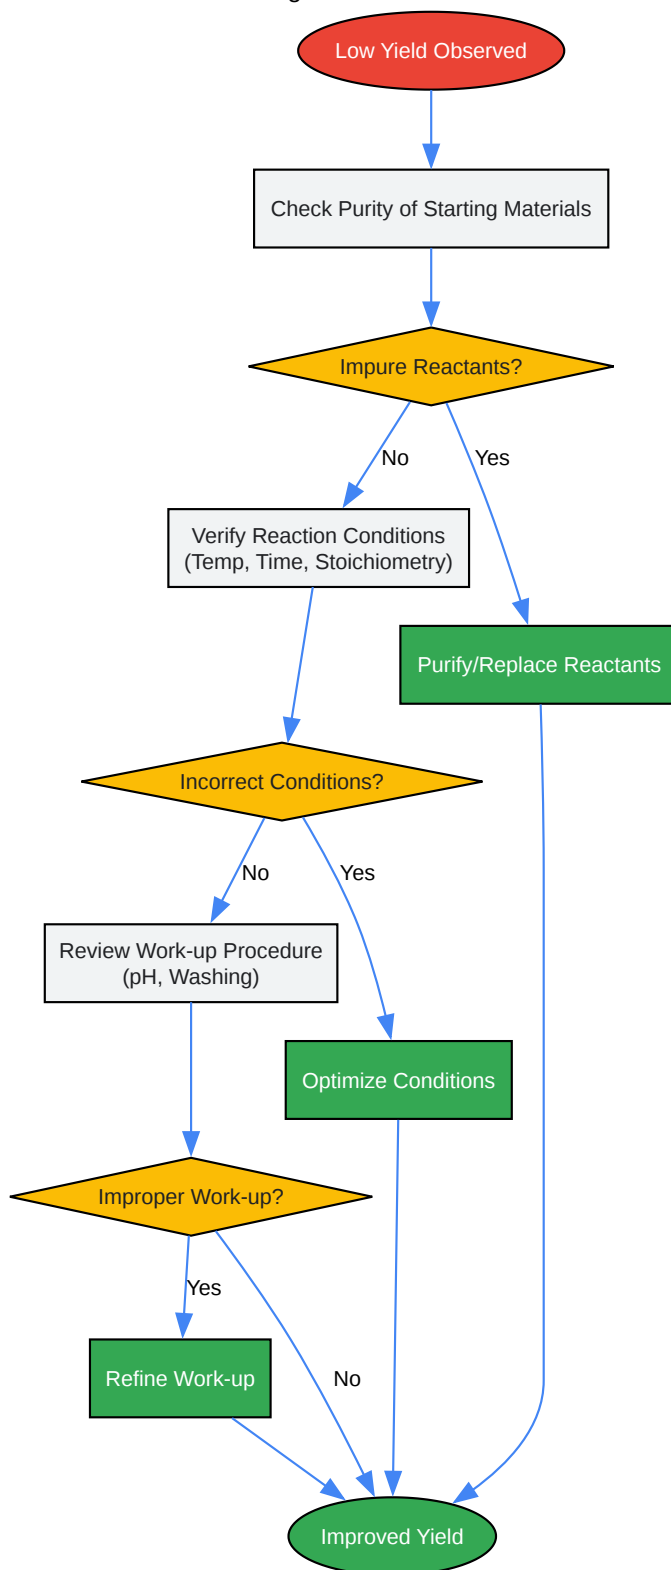 Low Yield Observed
Check Purity of Starting Materials
Impure Reactants?
No
Yes
Verify Reaction Conditions
(Temp, Time, Stoichiometry)
Purify/Replace Reactants
Incorrect Conditions?
No
Yes
Review Work-up Procedure
(pH, Washing)
Optimize Conditions
Improper Work-up?
Yes
Refine Work-up
No
Improved Yield